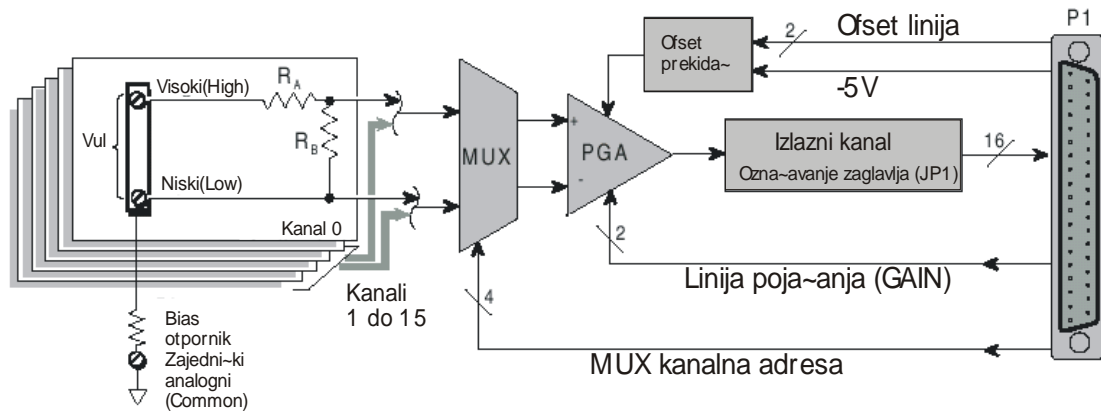 P1
Ofset linija
2
Ofset
prekida~
-5V
Visoki(High)
RA
RB
Vul
Niski(Low)
Kanal 0
MUX
+
PGA
-
Izlazni kanal
Ozna~avanje zaglavlja (JP1)
16
2
Linija poja~anja (GAIN)
4
Kanali
1 do 15
MUX kanalna adresa
Bias
otpornik
Zajedni~ki
analogni
(Common)